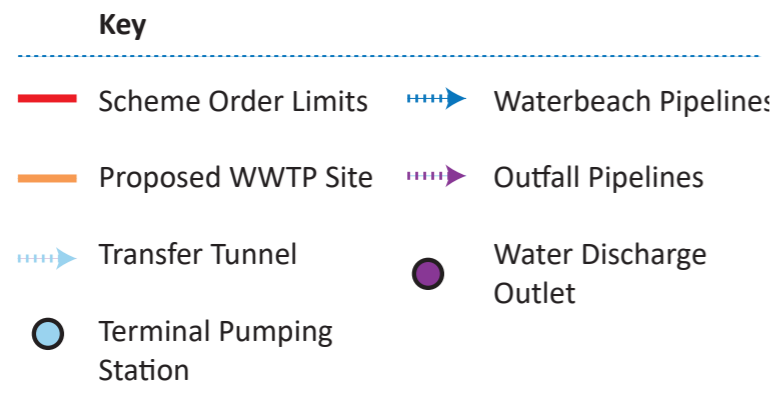 Key
Scheme Order Limits
Waterbeach Pipelines
Proposed WWTP Site
Outfall Pipelines
Transfer Tunnel
Water Discharge
Outlet
Terminal Pumping
Station